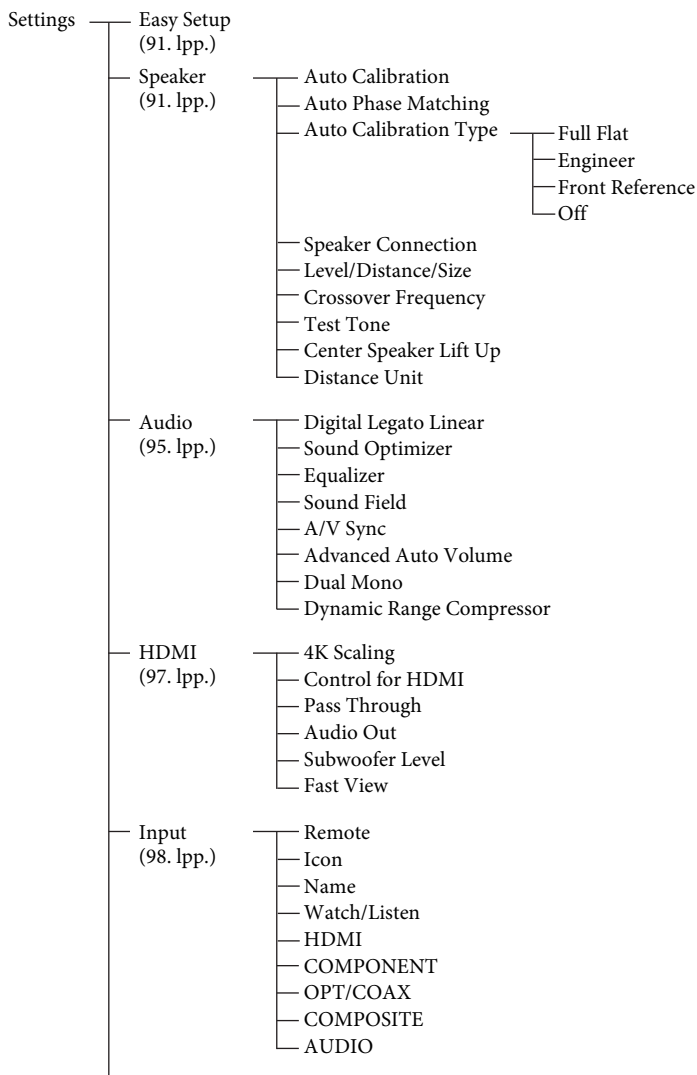 Settings
Easy Setup
(91. lpp.)
Speaker
(91. lpp.)
Auto Calibration
Auto Phase Matching
Auto Calibration Type
Full Flat
Engineer
Front Reference
Off
Speaker Connection
Level/Distance/Size
Crossover Frequency
Test Tone
Center Speaker Lift Up
Distance Unit
Audio
(95. lpp.)
Digital Legato Linear
Sound Optimizer
Equalizer
Sound Field
A/V Sync
Advanced Auto Volume
Dual Mono
Dynamic Range Compressor
HDMI
(97. lpp.)
4K Scaling
Control for HDMI
Pass Through
Audio Out
Subwoofer Level
Fast View
Input
(98. lpp.)
Remote
Icon
Name
Watch/Listen
HDMI
COMPONENT
OPT/COAX
COMPOSITE
AUDIO